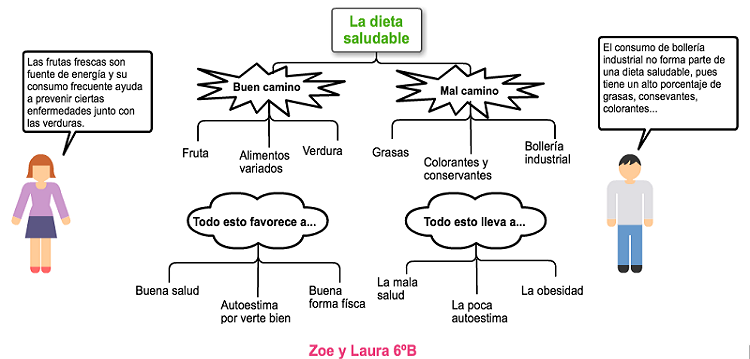 La dieta
saludable
Las frutas frescas son
fuente de energía y su
consumo frecuente ayuda
a prevenir ciertas
enfermedades junto con
las verduras.
El consumo de bollería
industrial no forma parte de
una dieta saludable, pues
tiene un alto porcentaje de
grasas, consevantes,
colorantes...
Buen camino
Mal camino
Fruta
Alimentos
variados
Verdura
Grasas
Colorantes y
conservantes
Bollería
industrial
Todo esto favorece a...
Todo esto lleva a...
Buena salud
Autoestima
por verte bien
Buena
forma físca
La mala
salud
La poca
autoestima
La obesidad
Zoe y Laura 6ºB